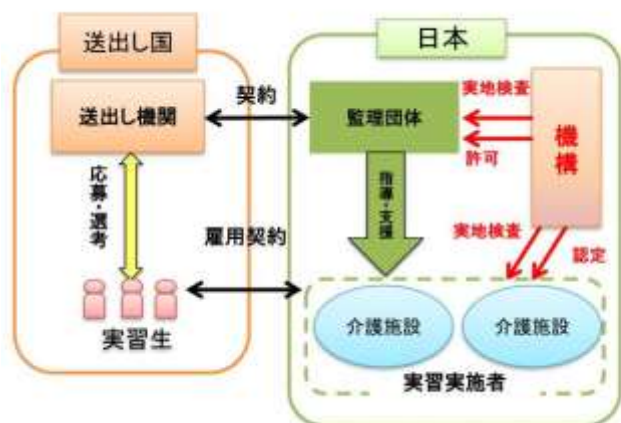 送出し国
日本
送出し機関
契約
監理団体
実地検査
許可
機構
応募・選考
指導・支援
雇用契約
実地検査
認定
実習生
介護施設
介護施設
実習実施者